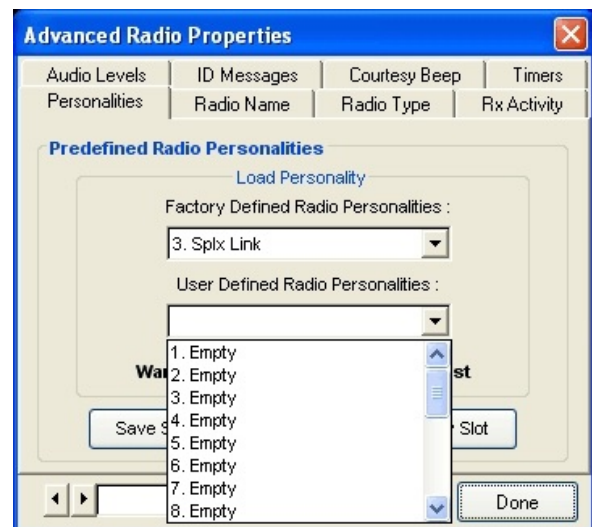 Advanced Radio Properties
Audio Levels ID Messages Courtesy Beep Timers
Personalities Radio Name Radio Type Rx Activity
Predefined Radio Personalities
Load Personality
Factory Defined Radio Personalities :
3. Splx Link
User Defined Radio Personalities :
1. Empty
2. Empty
3. Empty
4. Empty
5. Empty
6. Empty
7. Empty
8. Empty
Save
Slot
Done